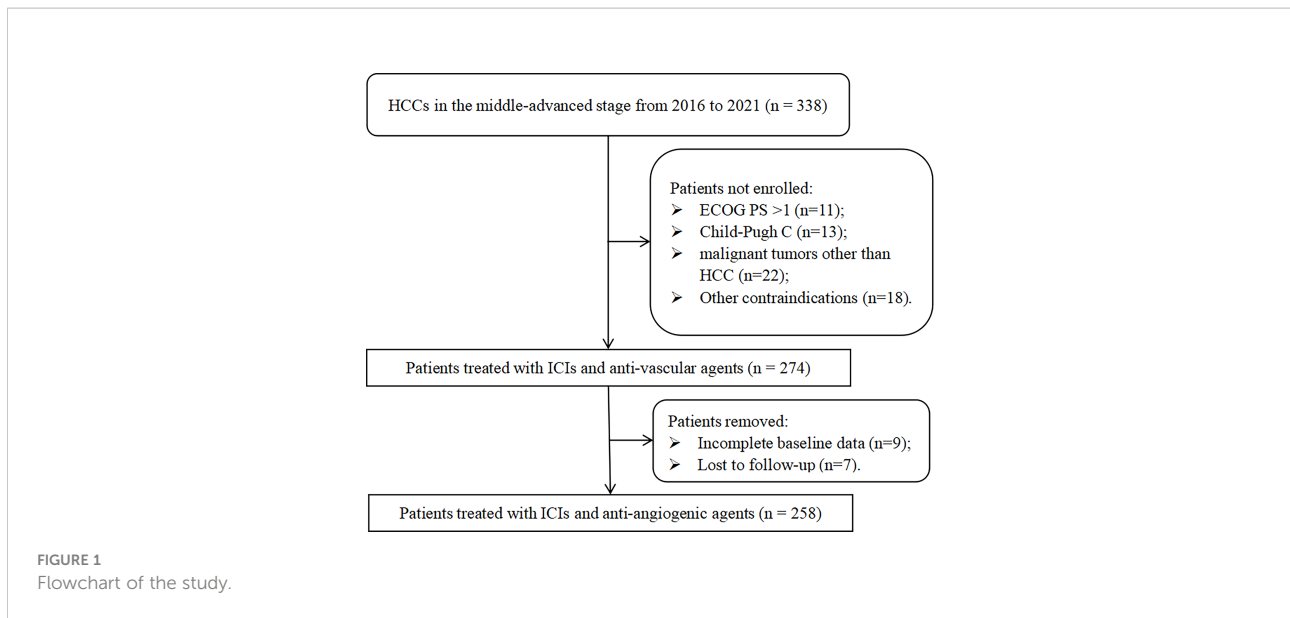 HCCs in the middle-advanced stage from 2016 to 2021 (n = 338)
Patients not enrolled:
➢ ECOG PS >1 (n=11);
➢ Child-Pugh C (n=13);
➢ malignant tumors other than
HCC (n=22);
➢ Other contraindications (n=18).
Patients treated with ICIs and anti-vascular agents (n = 274)
Patients removed:
➢ Incomplete baseline data (n=9);
➢ Lost to follow-up (n=7).
Patients treated with ICIs and anti-angiogenic agents (n = 258)
FIGURE 1
Flowchart of the study.